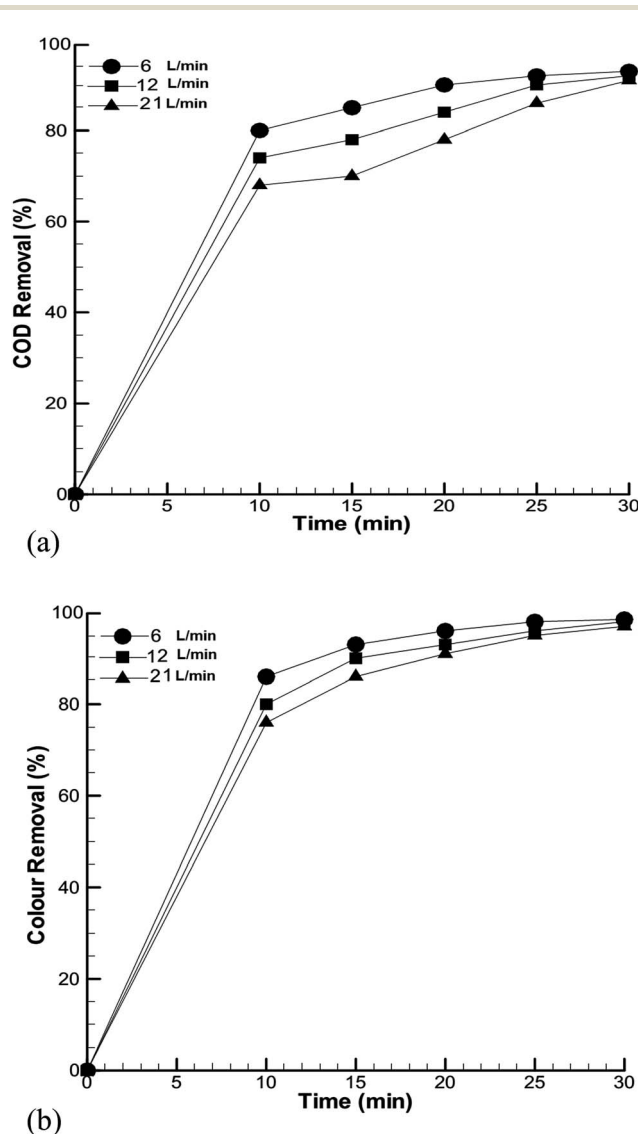 100
80
60
40
20
0
COD Removal (%)
6 L/min
12 L/min
21 L/min
0 5 10 15 20 25 30
Time (min)
(a)
100
80
60
40
20
0
Colour Removal (%)
6 L/min
12 L/min
21 L/min
0 5 10 15 20 25 30
Time (min)
(b)